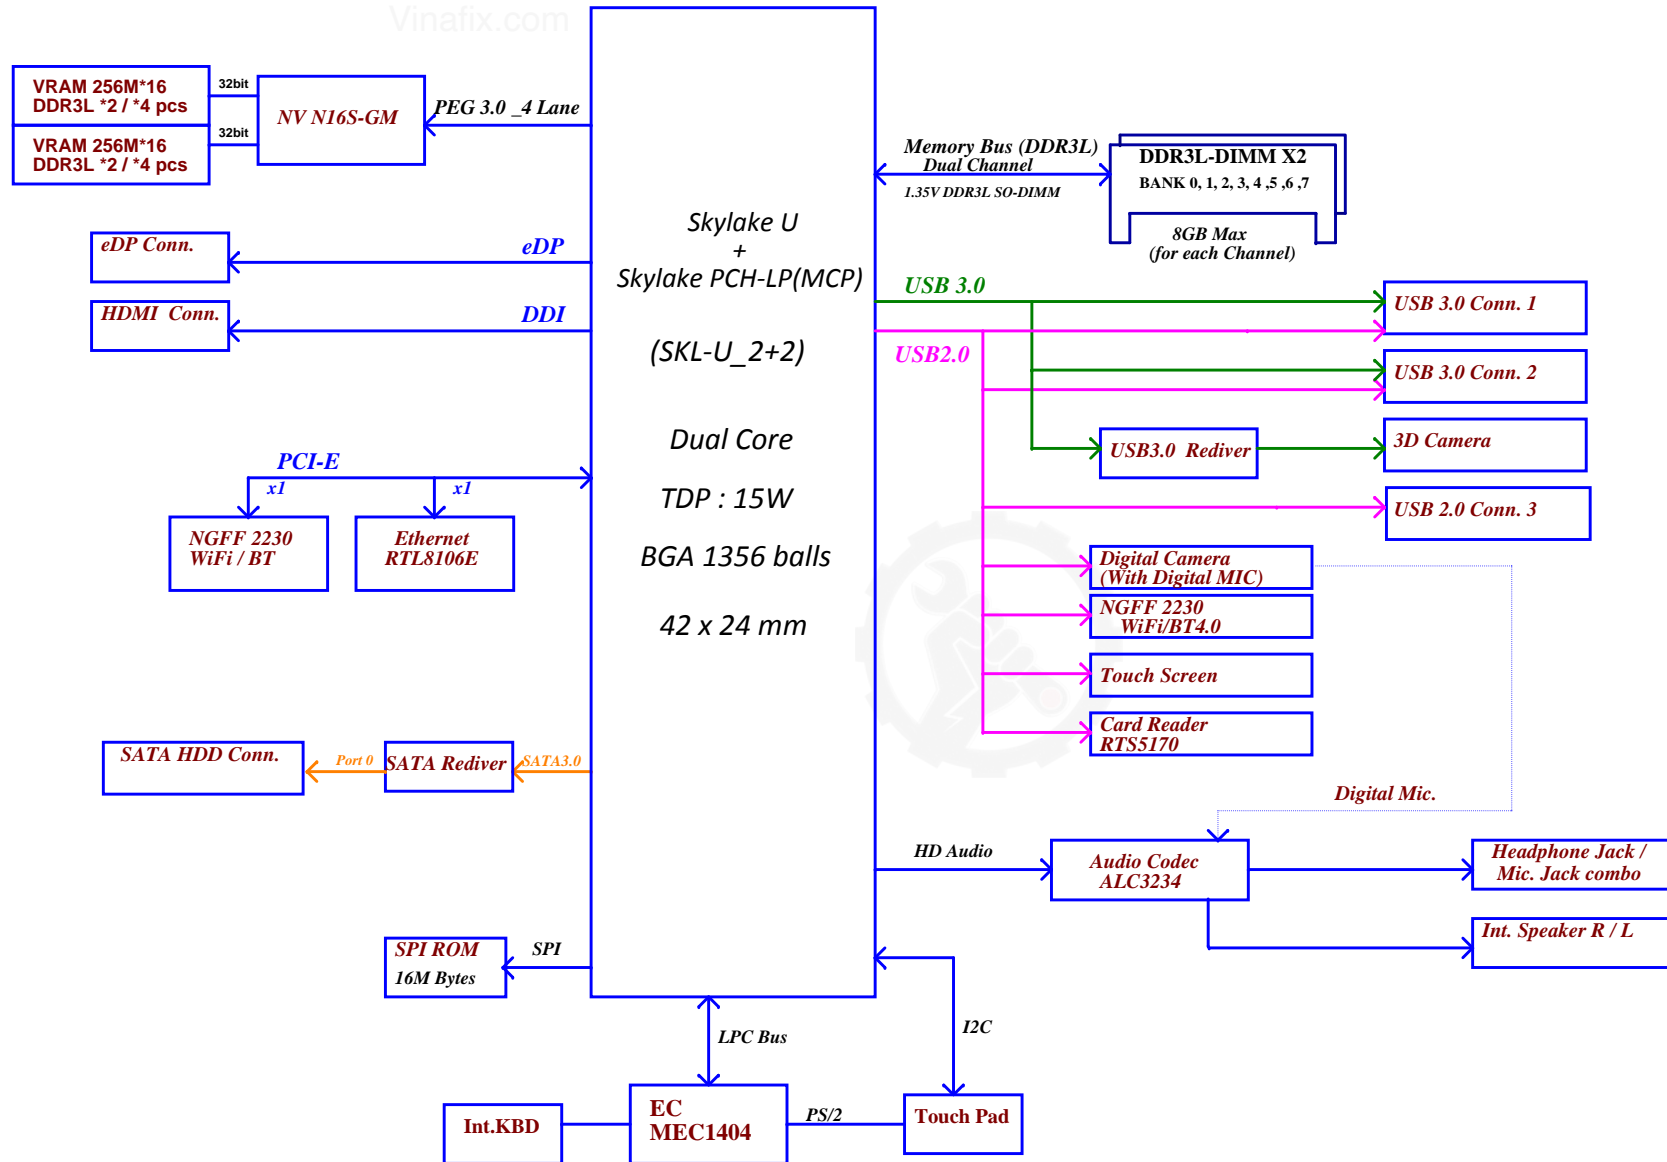 Vinafix.com
VRAM 256M*16
DDR3L *2 / *4 pcs
32bit
VRAM 256M*16
DDR3L *2 / *4 pcs
32bit
NV N16S-GM
PEG 3.0 _4 Lane
eDP Conn.
eDP
HDMI Conn.
DDI
PCI-E
x1
x1
NGFF 2230
WiFi / BT
Ethernet
RTL8106E
SATA HDD Conn.
Port 0
SATA Rediver
SATA3.0
SPI ROM
16M Bytes
SPI
Skylake U
+
Skylake PCH-LP(MCP)
(SKL-U_2+2)
Dual Core
TDP : 15W
BGA 1356 balls
42 x 24 mm
Memory Bus (DDR3L)
Dual Channel
1.35V DDR3L SO-DIMM
DDR3L-DIMM X2
BANK 0, 1, 2, 3, 4 ,5 ,6 ,7
8GB Max
(for each Channel)
USB 3.0
USB2.0
USB 3.0 Conn. 1
USB 3.0 Conn. 2
USB3.0 Rediver
3D Camera
USB 2.0 Conn. 3
Digital Camera
(With Digital MIC)
NGFF 2230
WiFi/BT4.0
Touch Screen
Card Reader
RTS5170
Digital Mic.
HD Audio
Audio Codec
ALC3234
Headphone Jack /
Mic. Jack combo
Int. Speaker R / L
LPC Bus
I2C
Int.KBD
EC
MEC1404
PS/2
Touch Pad